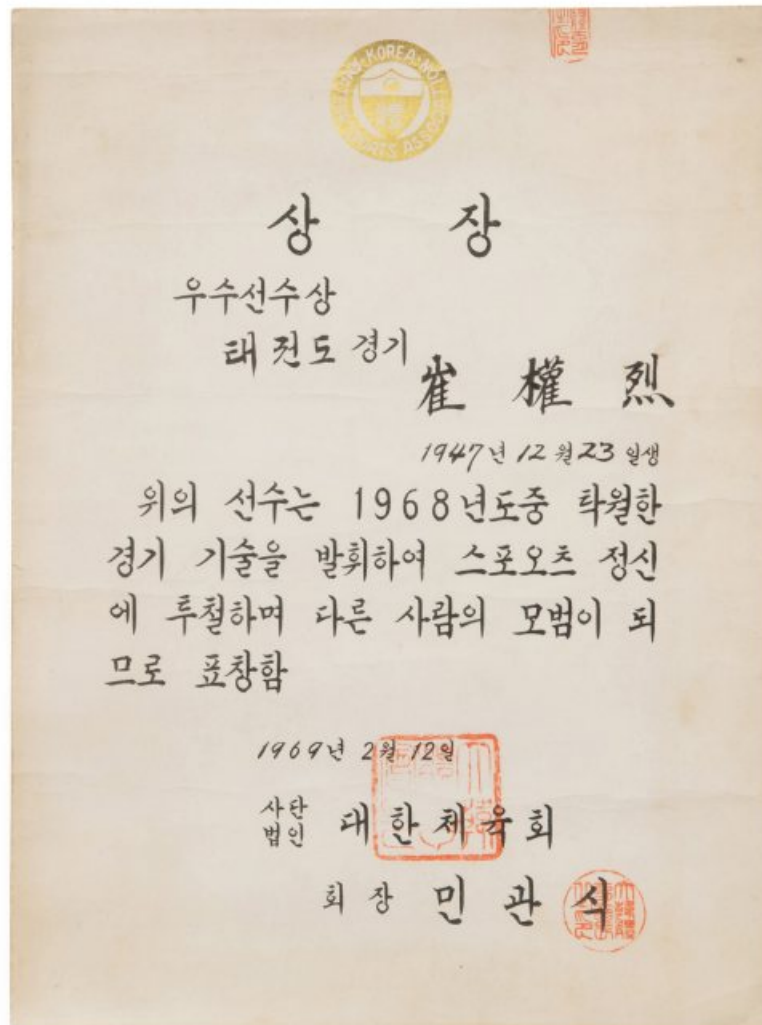 KOREA
SPORTS ASSOC
상 장
우수선수상
태권도 경기
崔 權 烈
1947년 12월 23일생
위의 선수는 1968년도중 탁월한
경기 기술을 발휘하여 스포오츠 정신
에 투철하며 다른 사람의 모범이 되
므로 표창함
1969년 2월 12일
사단
법인 대한체육회
회장 민관식